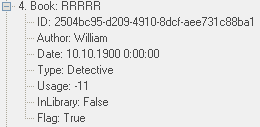 4. Book: RRRRR
ID: 2504bc95-d209-4910-8dcf-aee731c88ba1
Author: William
Date: 10.10.1900 0:00:00
Type: Detective
Usage: -11
InLibrary: False
Flag: True